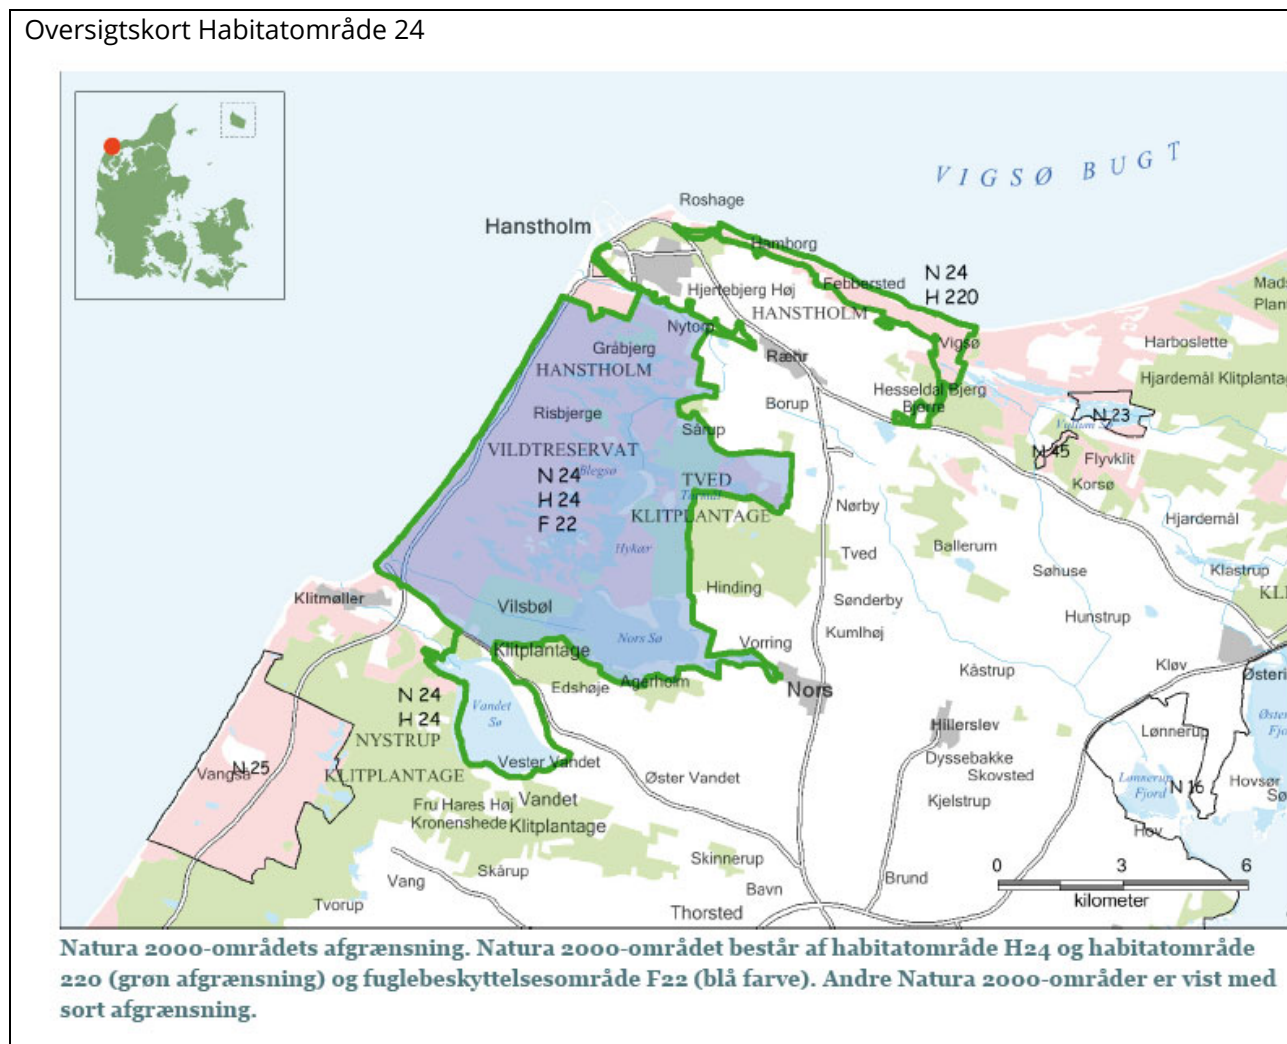 Oversigtskort Habitatområde 24
VIGSØ BUGT
Roshage
Hanstholm
Hamborg
N 24
H 220
Febbersted
Hjertebjerg Høj
HANSTHOLM
Nytorp
Vigsø
Harboslette
Gråbjerg
HANSTHOLM
Ræhr
Hjardemål Klitplanta
Hesseldal Bjerg
Bjerre
Borup
Risbjerge
N 23
Sårup
VILDTRESERVAT
N 45
Flyvklit
Blegsø
N 24
H 24
F 22
TVED
KLITPLANTAGE
Korsø
Nørby
Hjardemål
Hykær
Tved
Ballerum
Søhuse
Klastrup
Hinding
Klitmøller
Vilsbøl
Klitplantage
Sønderby
Hunstrup
Nors Sø
Vorring
Kumlhøj
Kløv
Kåstrup
Edshøje
Agerholm
Nors
N 24
H 24
Vandet
Sø
NYSTRUP
KLITPLANTAGE
Hillerslev
Lønnerup
Vangså
N 25
Vester Vandet
Øster Vandet
Dyssebakke
Skovsted
Lønnerup
Fjord
N 16
Hovsør
Fru Hares Høj
Kronenshede
Vandet
Klitplantage
Kjelstrup
Hov
Skinnerup
Skårup
Vang
Bavn
Brund
Tvorup
Thorsted
0 3 6
kilometer
Natura 2000-områdets afgrænsning. Natura 2000-området består af habitatområde H24 og habitatområde
220 (grøn afgrænsning) og fuglebeskyttelsesområde F22 (blå farve). Andre Natura 2000-områder er vist med
sort afgrænsning.